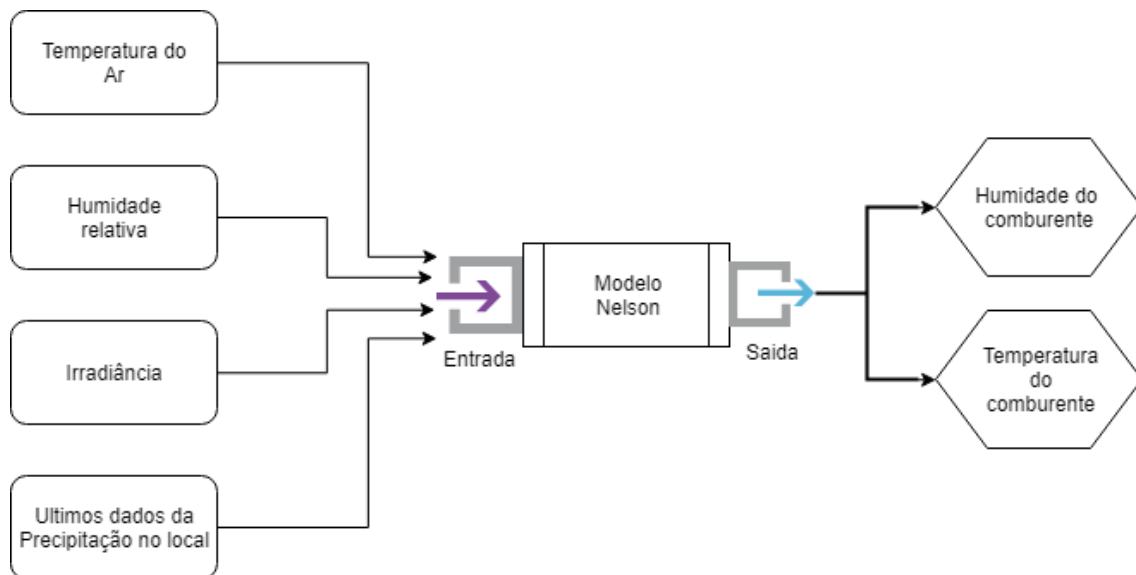 Temperatura do
Ar
Humidade
relativa
Irradiância
Ultimos dados da
Precipitação no local
Entrada
Modelo
Nelson
Saida
Humidade do
comburente
Temperatura
do
comburente